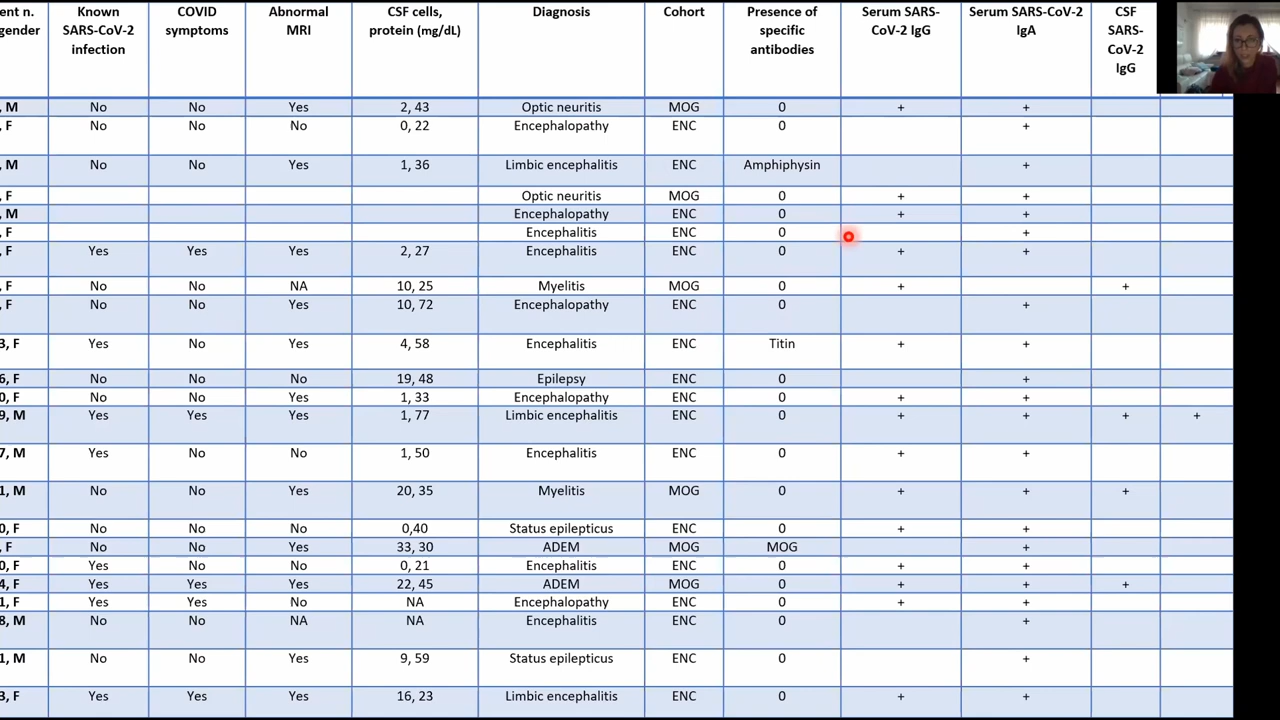 ent n. Known COVID Abnormal CSF cells, Diagnosis Cohort Presence of Serum SARS- Serum SARS-CoV-2 CSF
gender SARS-CoV-2 symptoms MRI protein (mg/dL) specific CoV-2 IgG IgA SARS-
infection antibodies CoV-2
IgG
, M No No Yes 2, 43 Optic neuritis MOG 0 + +
, F No No No 0, 22 Encephalopathy ENC 0 +
, M No No Yes 1, 36 Limbic encephalitis ENC Amphiphysin +
, F Optic neuritis MOG 0 + +
, M Encephalopathy ENC 0 + +
, F Encephalitis ENC 0 +
, F Yes Yes Yes 2, 27 Encephalitis ENC 0 + +
, F No No NA 10, 25 Myelitis MOG 0 + +
, F No No Yes 10, 72 Encephalopathy ENC 0 +
3, F Yes No Yes 4, 58 Encephalitis ENC Titin + +
6, F No No No 19, 48 Epilepsy ENC 0 +
0, F No No Yes 1, 33 Encephalopathy ENC 0 + +
9, M Yes Yes Yes 1, 77 Limbic encephalitis ENC 0 + + + +
7, M Yes No No 1, 50 Encephalitis ENC 0 + +
1, M No No Yes 20, 35 Myelitis MOG 0 + + +
0, F No No No 0,40 Status epilepticus ENC 0 + +
, F No No Yes 33, 30 ADEM MOG MOG +
0, F Yes No No 0, 21 Encephalitis ENC 0 + +
4, F Yes Yes Yes 22, 45 ADEM MOG 0 + + +
1, F Yes Yes No NA Encephalopathy ENC 0 + +
8, M No No NA NA Encephalitis ENC 0 +
1, M No No Yes 9, 59 Status epilepticus ENC 0 +
3, F Yes Yes Yes 16, 23 Limbic encephalitis ENC 0 + +